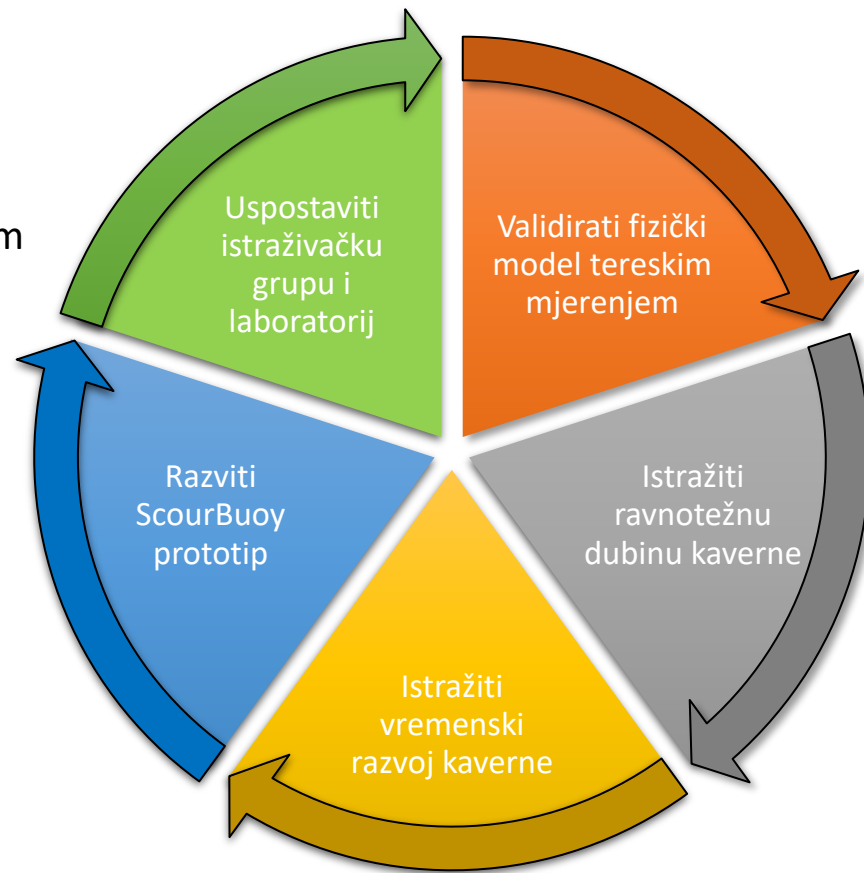 m
Uspostaviti
istraživačku
grupu i
laboratorij
Validirati fizički
model tereskim
mjerenjem
Istražiti
ravnotežnu
dubinu kaverne
Istražiti
vremenski
razvoj kaverne
Razviti
ScourBuoy
prototip